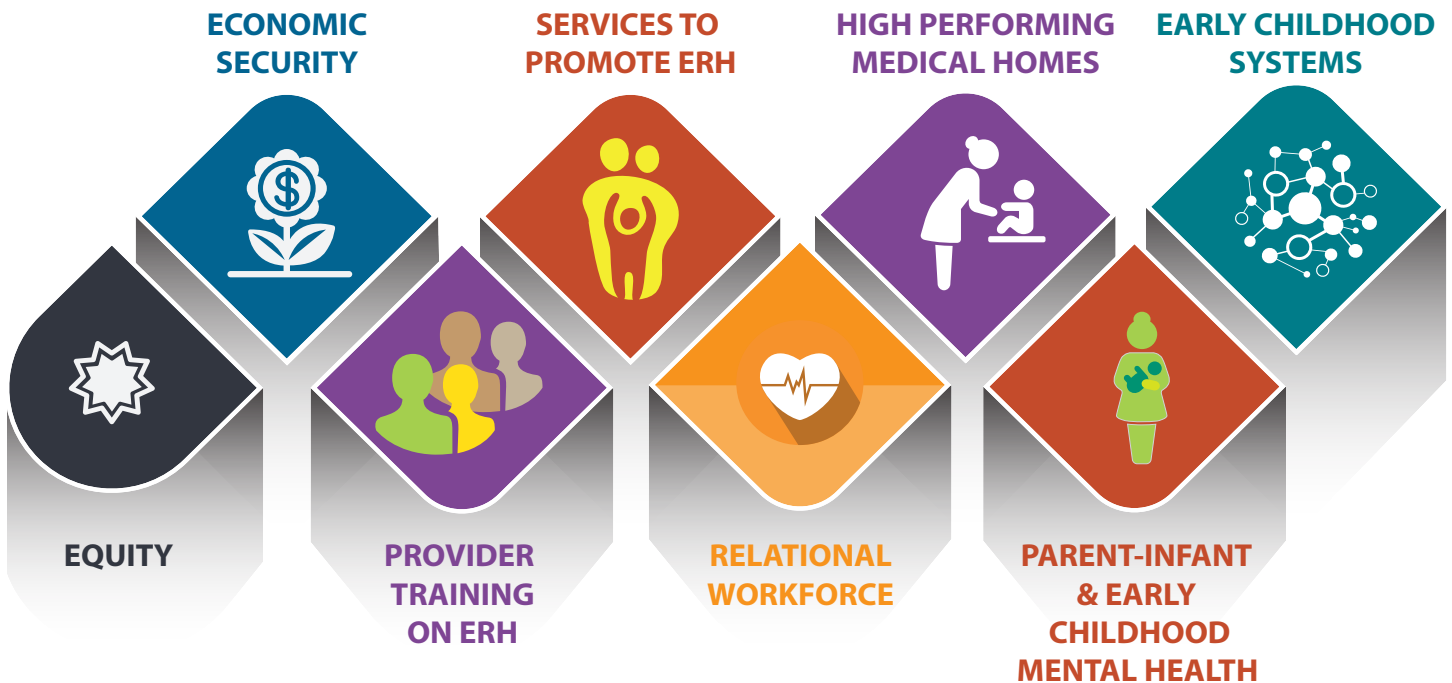 ECONOMIC
SECURITY
SERVICES TO
PROMOTE ERH
HIGH PERFORMING
MEDICAL HOMES
EARLY CHILDHOOD
SYSTEMS
$
EQUITY
PROVIDER
TRAINING
ON ERH
RELATIONAL
WORKFORCE
PARENT-INFANT
& EARLY
CHILDHOOD
MENTAL HEALTH